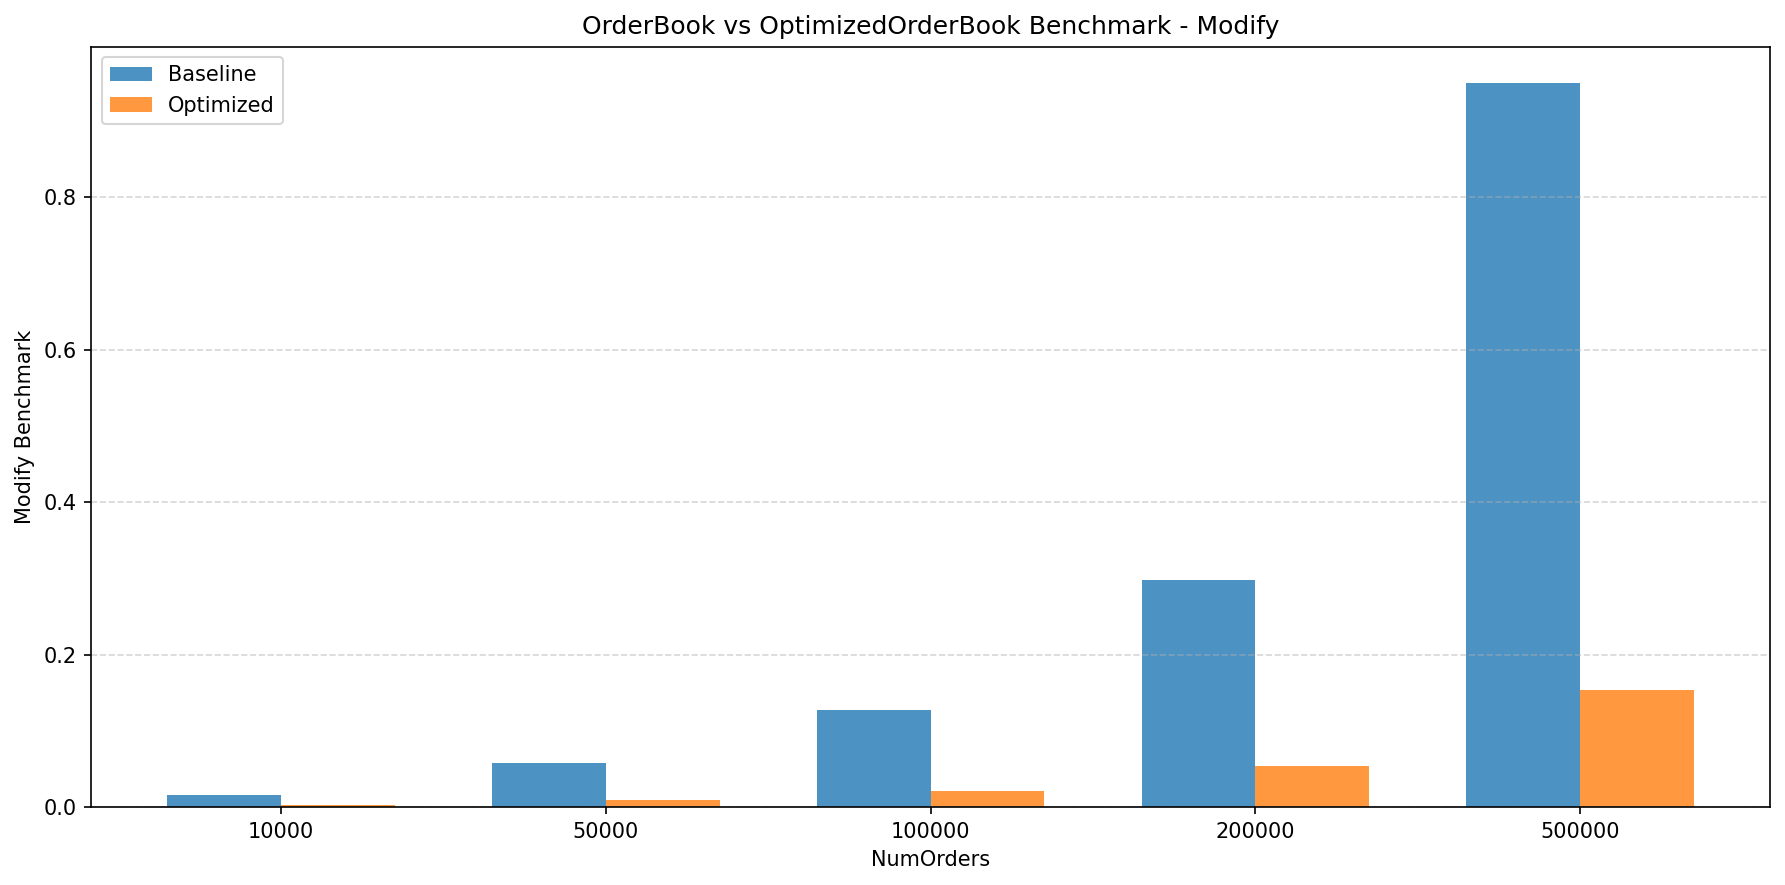 OrderBook vs OptimizedOrderBook Benchmark - Modify
Baseline
Optimized
Modify Benchmark
0.8
0.6
0.4
0.2
0.0
10000 50000 100000 200000 500000
NumOrders